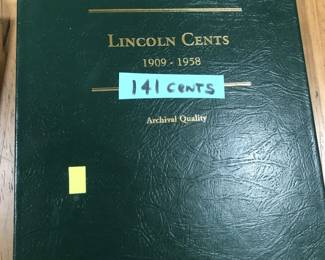 LINCOLN CENTS
1909 - 1958
141 CENTS
Archival Quality